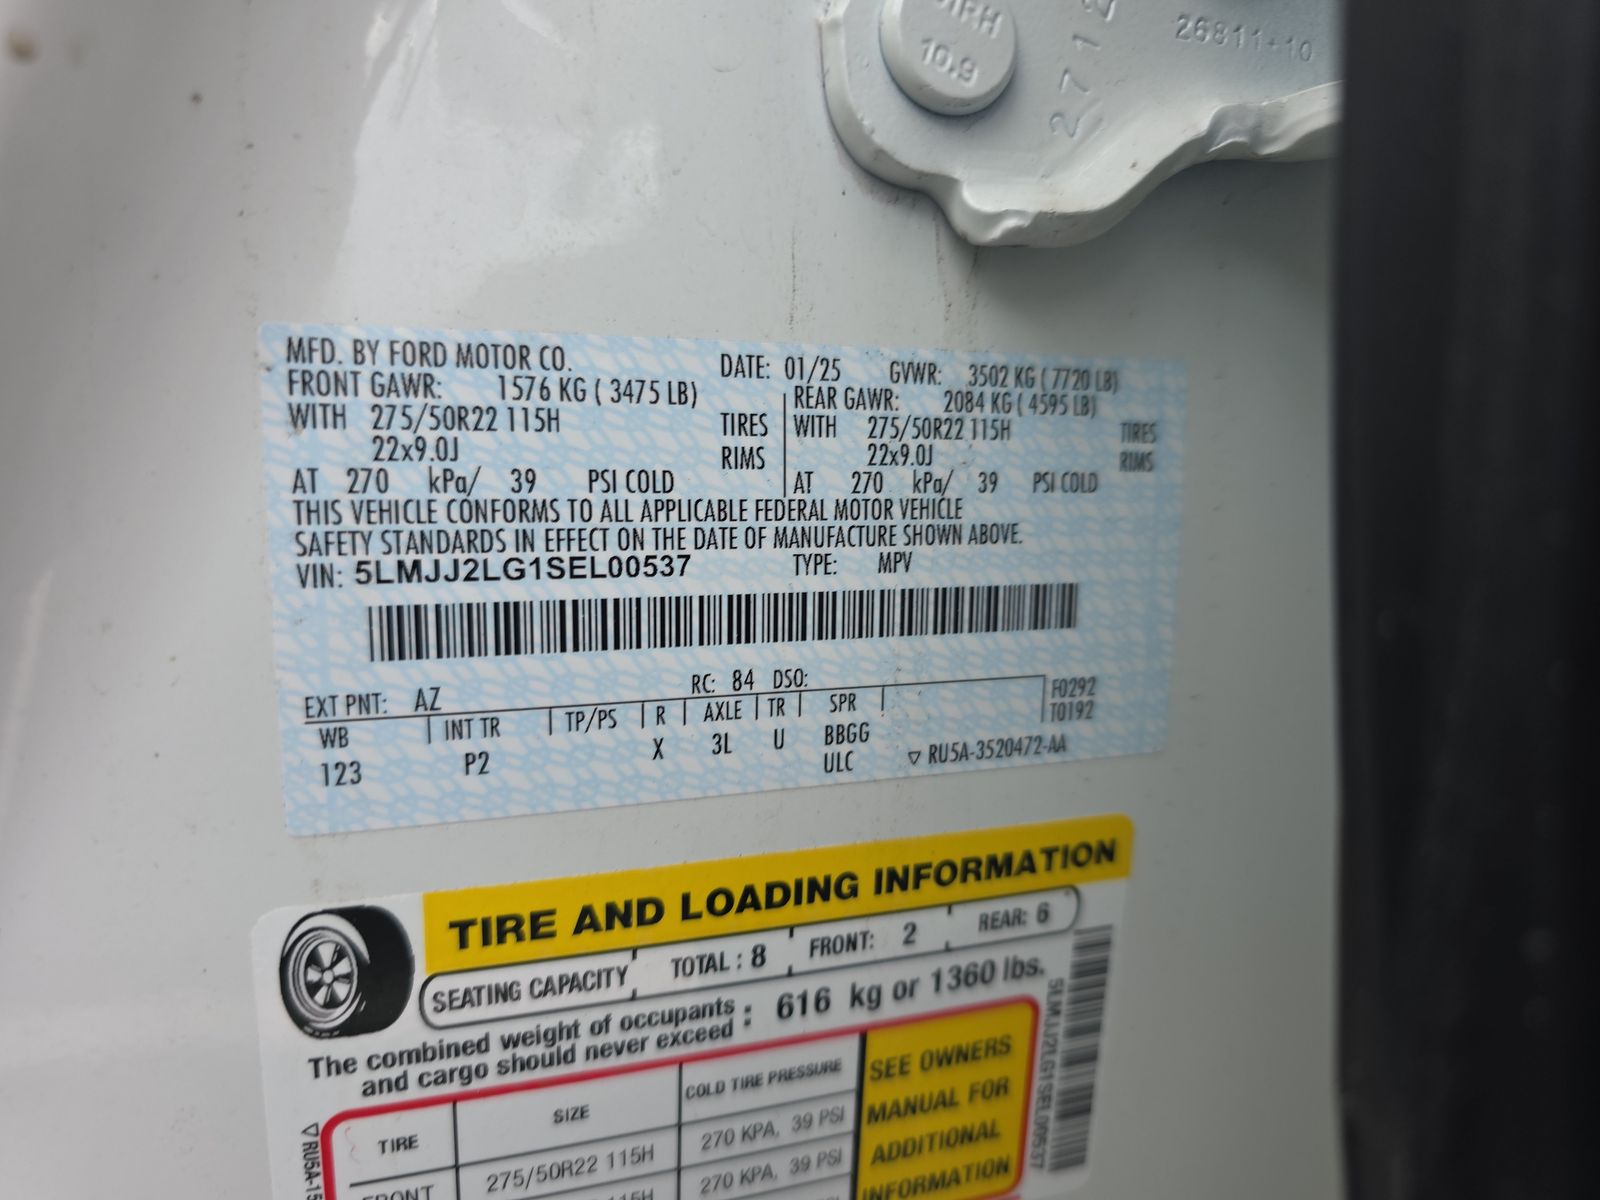 10.9
2712
26811+10
MFD. BY FORD MOTOR CO. DATE: 01/25 GVWR: 3502 KG ( 7720 LB)
FRONT GAWR: 1576 KG ( 3475 LB) REAR GAWR: 2084 KG ( 4595 LB)
WITH 275/50R22 115H TIRES WITH 275/50R22 115H TIRES
22x9.0J RIMS 22x9.0J RIMS
AT 270 kPa/ 39 PSI COLD AT 270 kPa/ 39 PSI COLD
THIS VEHICLE CONFORMS TO ALL APPLICABLE FEDERAL MOTOR VEHICLE
SAFETY STANDARDS IN EFFECT ON THE DATE OF MANUFACTURE SHOWN ABOVE.
VIN: 5LMJJ2LG1SEL00537 TYPE: MPV
RC: 84 DSO:
EXT PNT: AZ F0292
WB INT TR TP/PS R AXLE TR SPR T0192
123 P2 X 3L U BBGG
ULC ▽ RU5A-3520472-AA
TIRE AND LOADING INFORMATION
SEATING CAPACITY TOTAL : 8 FRONT: 2 REAR: 6
The combined weight of occupants and cargo should never exceed : 616 kg or 1360 lbs.
TIRE SIZE COLD TIRE PRESSURE
FRONT 275/50R22 115H 270 KPA, 39 PSI
115H 270 KPA, 39 PSI
SEE OWNERS
MANUAL FOR
ADDITIONAL
INFORMATION
5LMJJ2LG1SEL00537
▽ RU5A-15